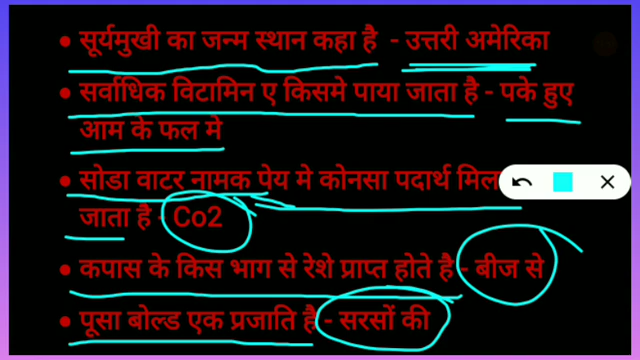 • सूर्यमुखी का जन्म स्थान कहा है - उत्तरी अमेरिका
• सर्वाधिक विटामिन ए किसमे पाया जाता है - पके हुए
आम के फल मे
• सोडा वाटर नामक पेय मे कोनसा पदार्थ मिल
जाता है - Co2
• कपास के किस भाग से रेशे प्राप्त होते है - बीज से
• पूसा बोल्ड एक प्रजाति है - सरसों की